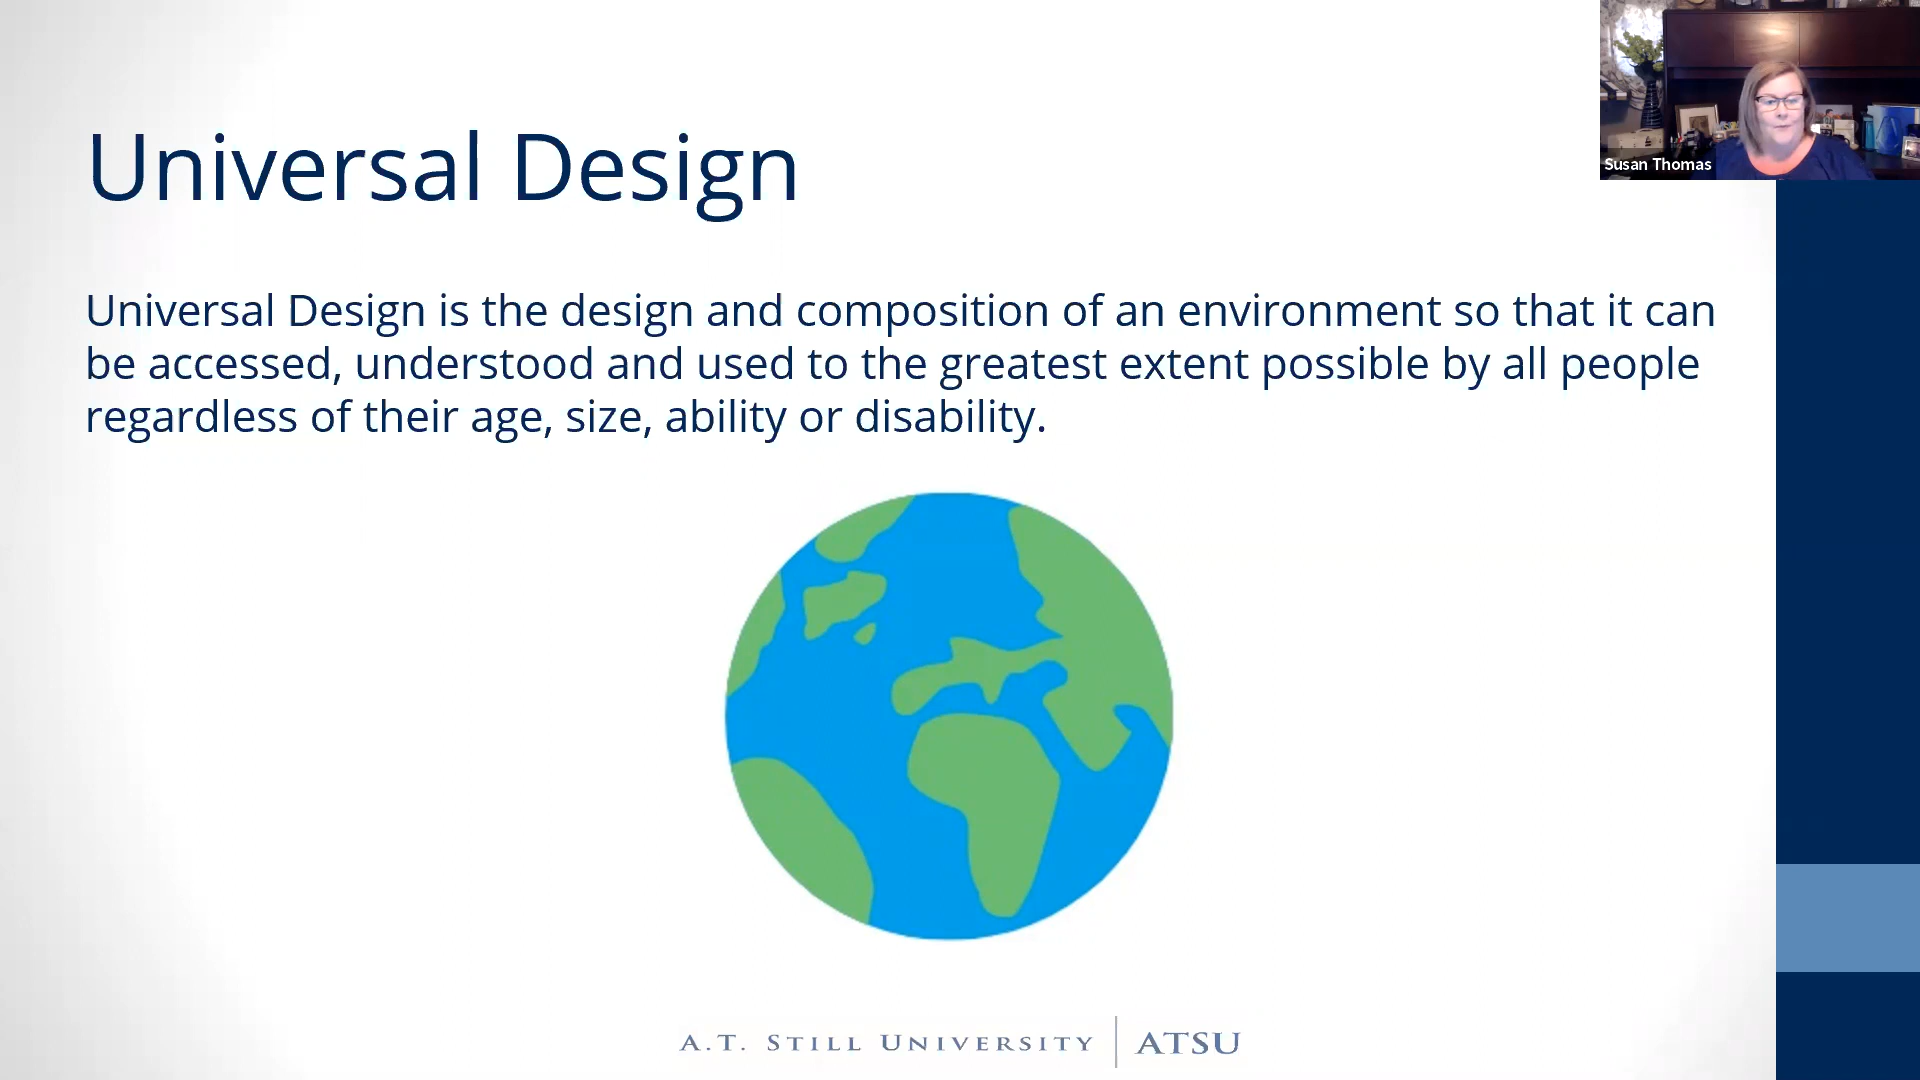 Universal Design
Susan Thomas
Universal Design is the design and composition of an environment so that it can
be accessed, understood and used to the greatest extent possible by all people
regardless of their age, size, ability or disability.
A.T. STILL UNIVERSITY | ATSU